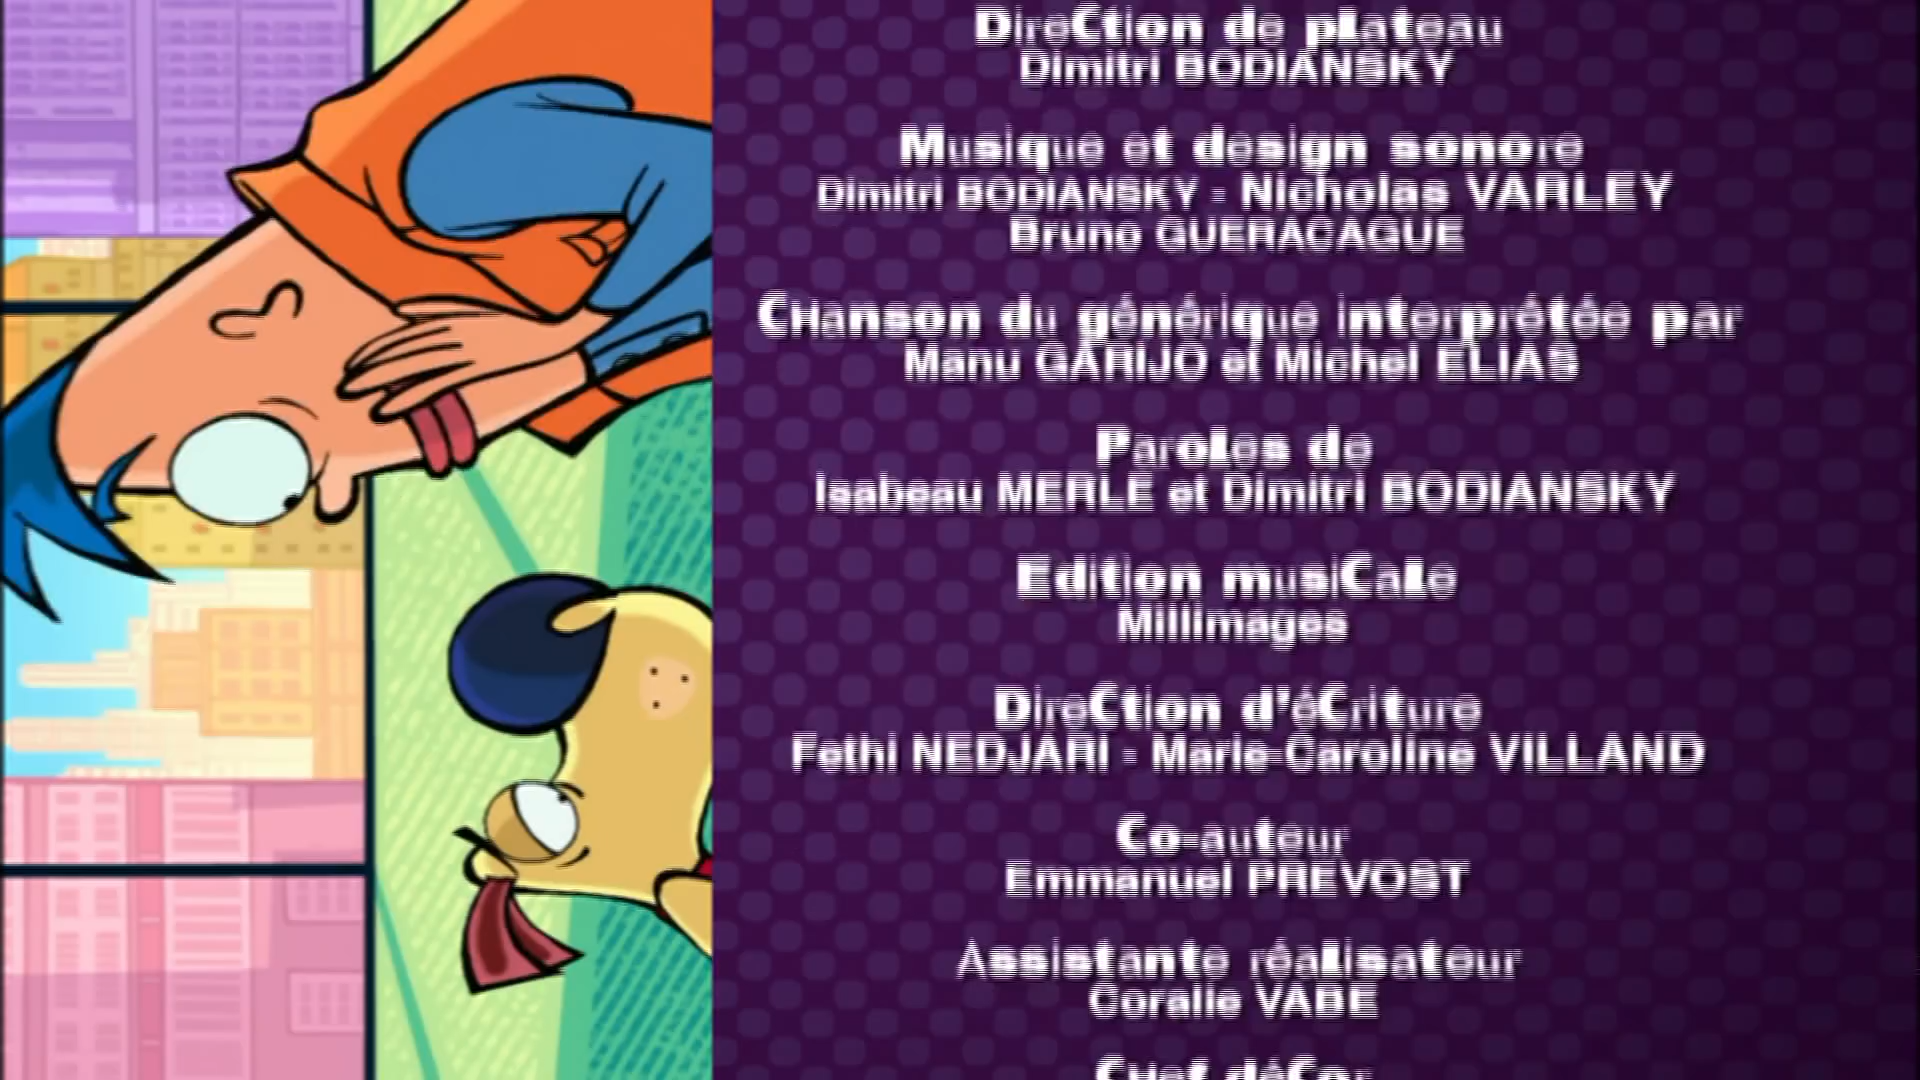 Direction de plateau
Dimitri BODIANSKY
Musique et design sonore
Dimitri BODIANSKY - Nicholas VARLEY
Bruno GUERACAGUE
Chanson du générique interprétée par
Manu GARIJO et Michel ELIAS
Paroles de
Isabeau MERLE et Dimitri BODIANSKY
Edition musicale
Millimages
Direction d'écriture
Fethi NEDJARI - Marie-Caroline VILLAND
Co-auteur
Emmanuel PREVOST
Assistante réalisateur
Coralie VABE
Chef déCor